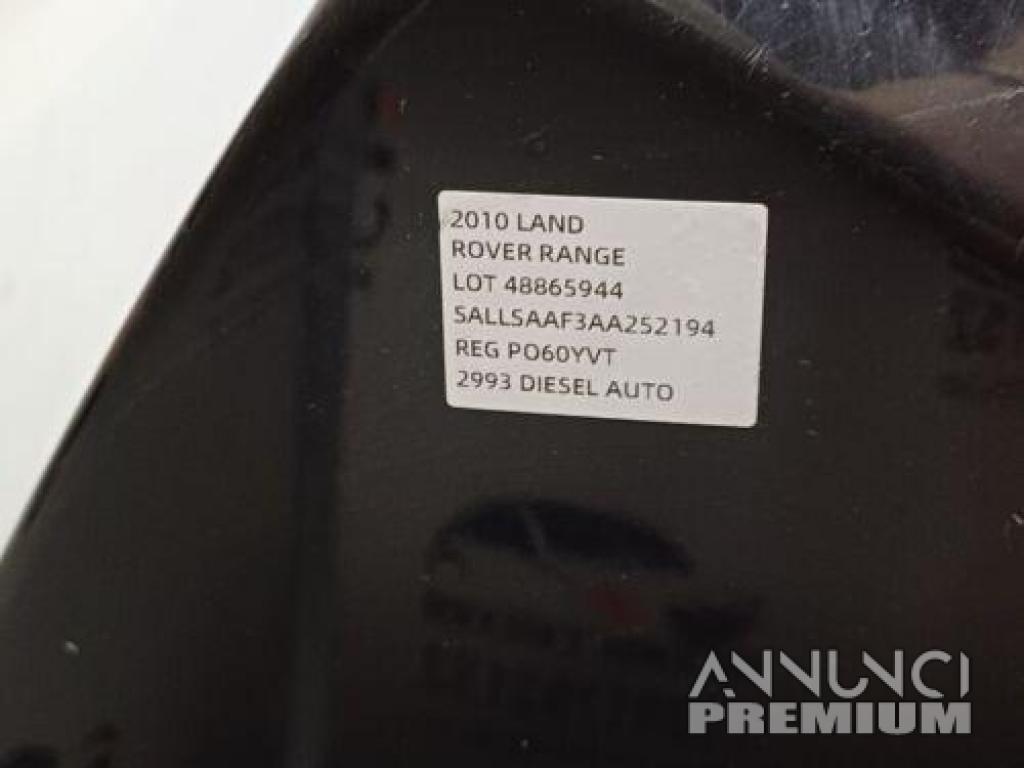 2010 LAND
ROVER RANGE
LOT 48865944
SALLSAAF3AA252194
REG PO60YVT
2993 DIESEL AUTO
ANNUNCI
PREMIUM